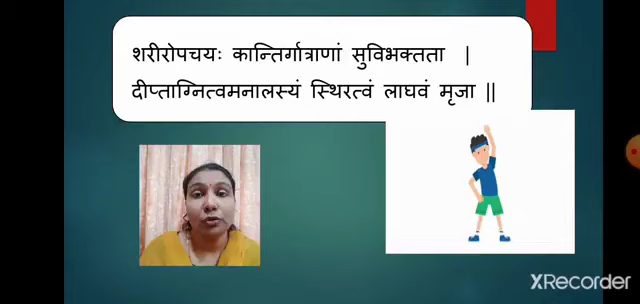 शरीरोपचयः कान्तिर्गात्राणां सुविभक्तता |
दीप्ताग्नित्वमनालस्यं स्थिरत्वं लाघवं मृजा ||
XRecorder